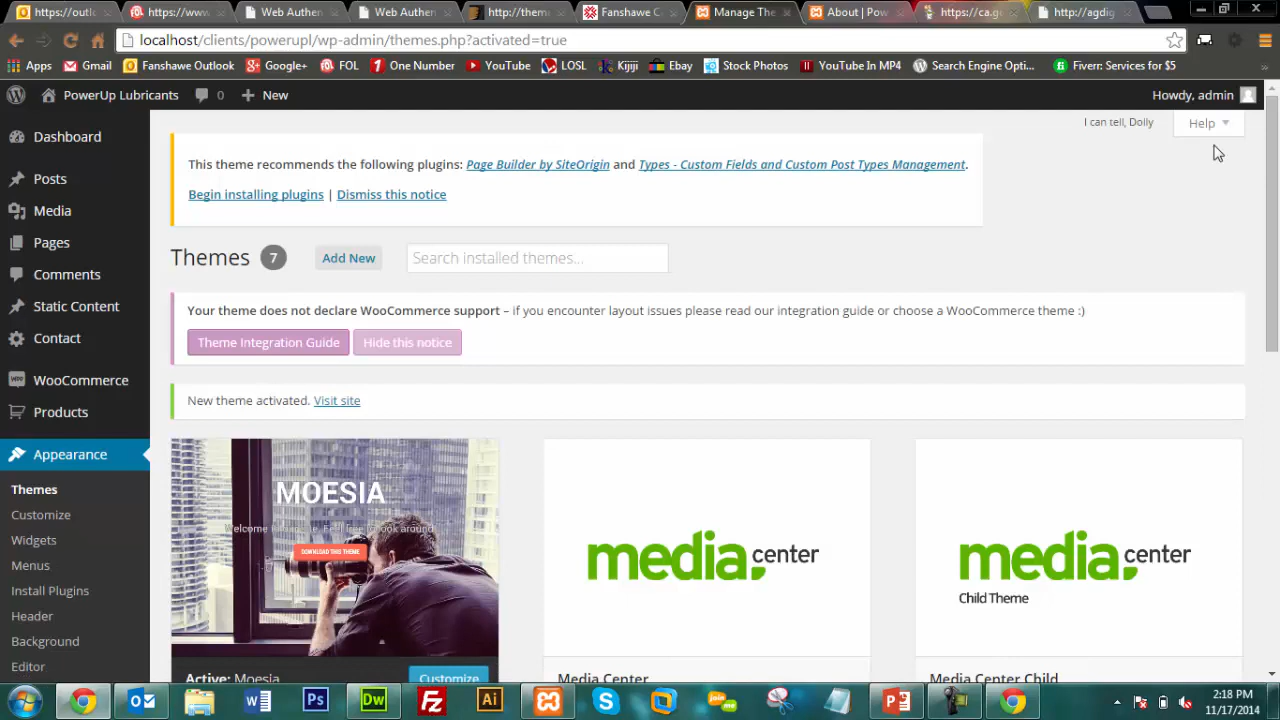 https://outlo
https://www
Web Authen
Web Authen
http://theme
Fanshawe C
Manage The
About | Pow
https://ca.go
http://agdig
localhost/clients/powerupl/wp-admin/themes.php?activated=true
Apps Gmail Fanshawe Outlook Google+ FOL One Number YouTube LOSL Kijiji Ebay Stock Photos YouTube In MP4 Search Engine Opti... Fiverr: Services for $5
PowerUp Lubricants 0 New Howdy, admin
I can tell, Dolly Help
Dashboard
Posts
Media
Pages
Comments
Static Content
Contact
WooCommerce
Products
Appearance
Themes
Customize
Widgets
Menus
Install Plugins
Header
Background
Editor
This theme recommends the following plugins: Page Builder by SiteOrigin and Types - Custom Fields and Custom Post Types Management.
Begin installing plugins | Dismiss this notice
Themes 7 Add New Search installed themes...
Your theme does not declare WooCommerce support – if you encounter layout issues please read our integration guide or choose a WooCommerce theme :)
Theme Integration Guide Hide this notice
New theme activated. Visit site
MOESIA
DOWNLOAD THIS THEME
Active: Moesia Customize
media center
Media Center
media center
Child Theme
Media Center Child
2:18 PM
11/17/2014